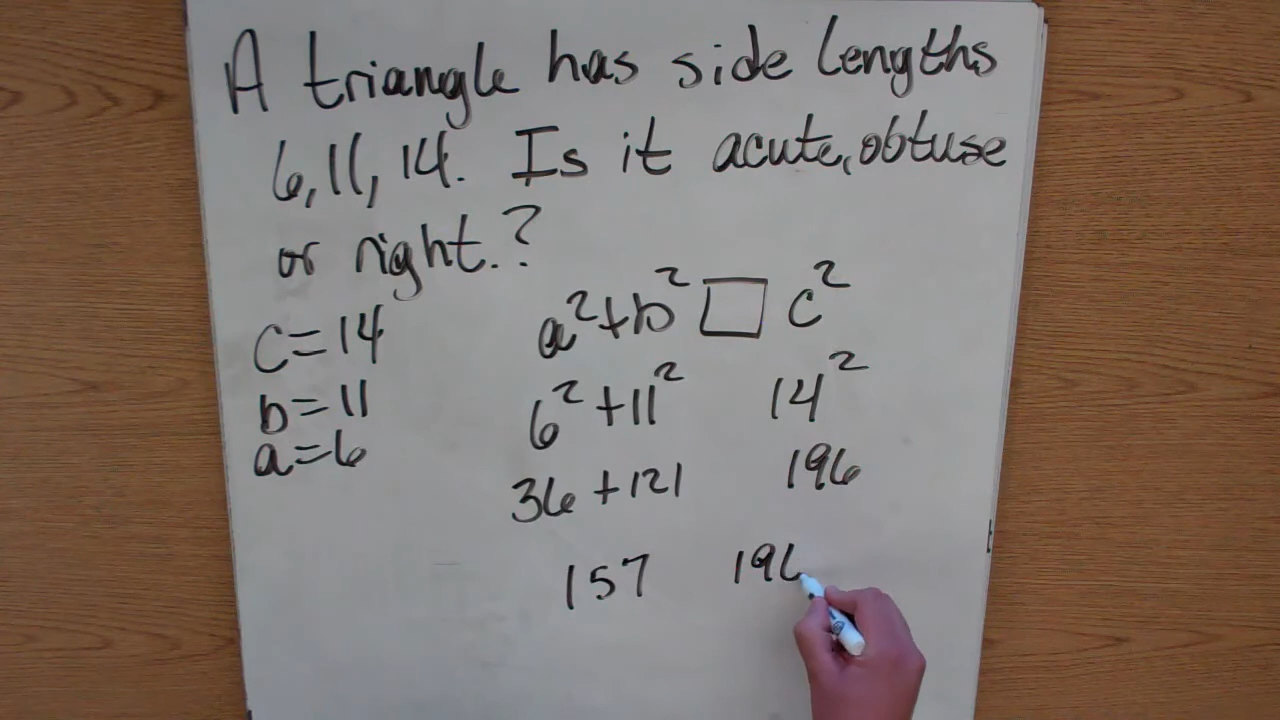 A triangle has side lengths
6, 11, 14. Is it acute, obtuse
or right.?
a²+b² □ c²
c=14
6²+11² 14²
b=11
a=6
36+121 196
157 196